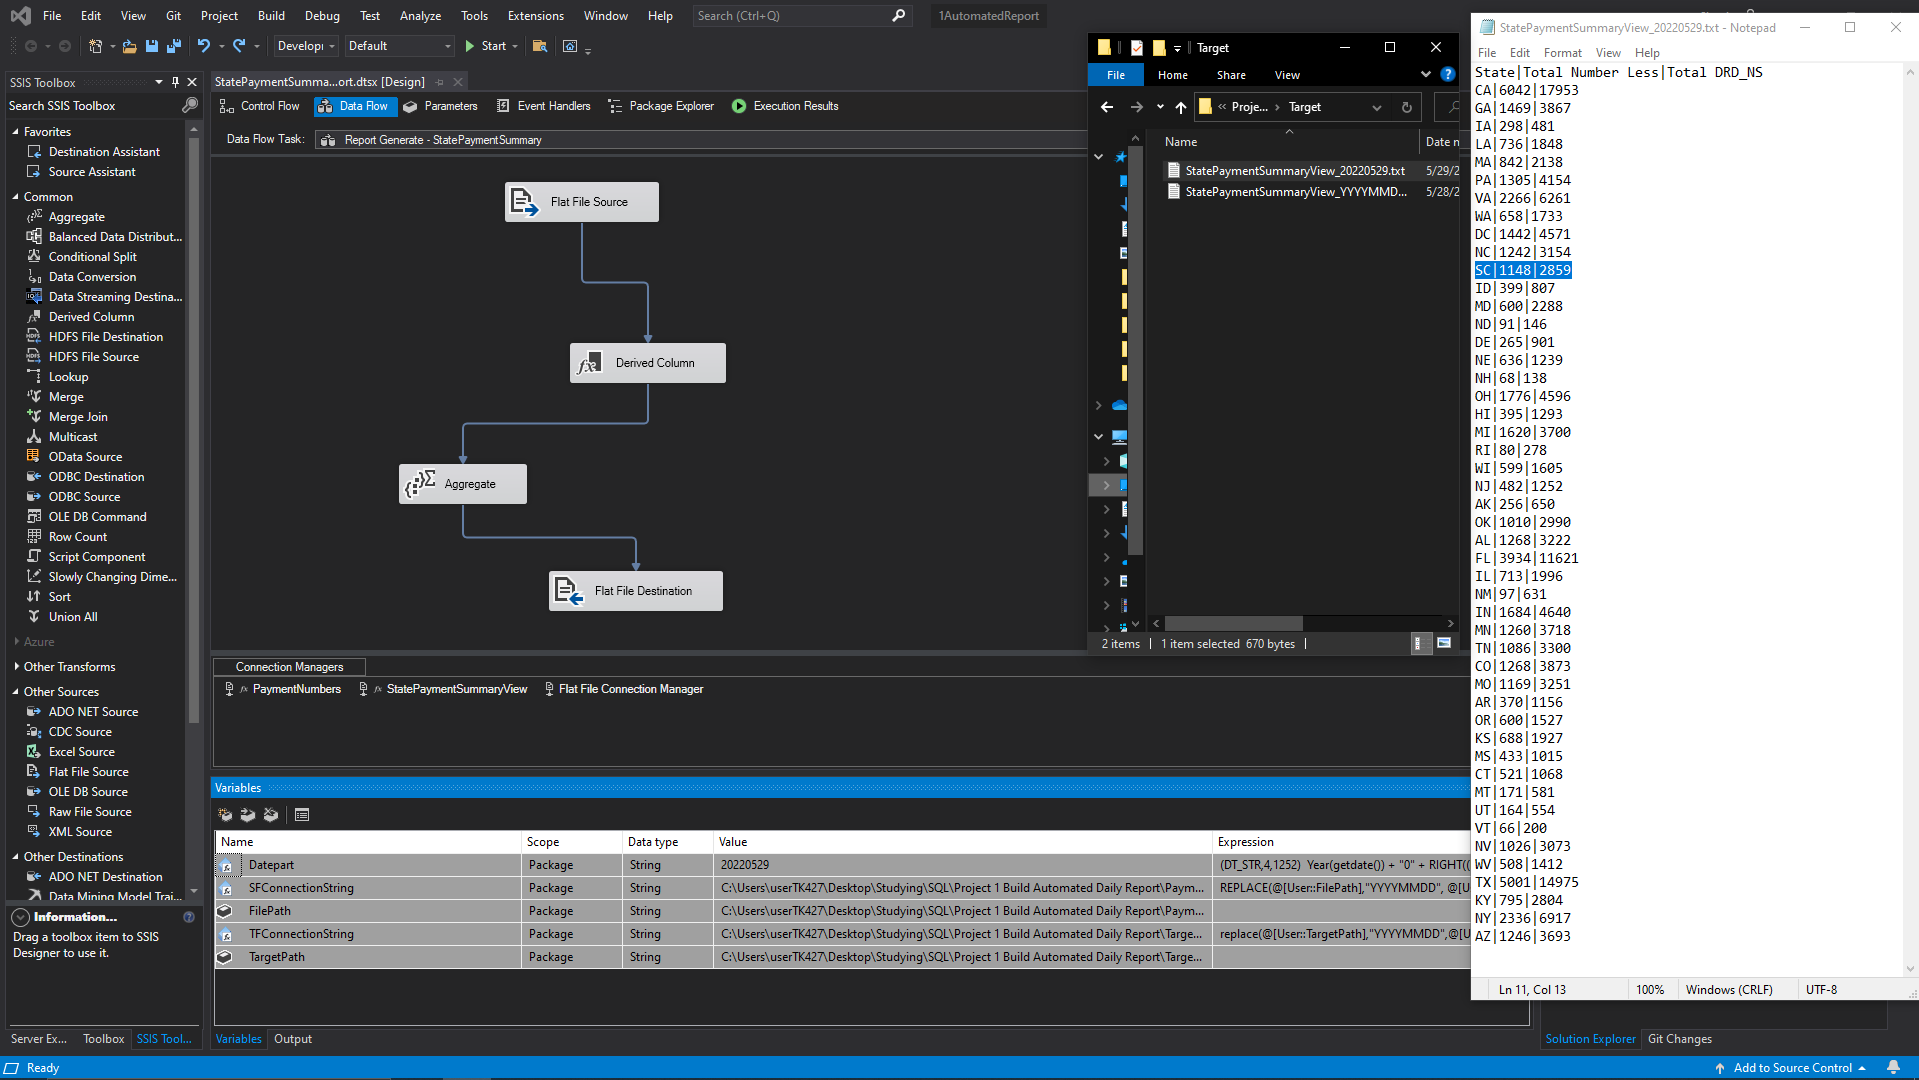 File Edit View Git Project Build Debug Test Analyze Tools Extensions Window Help Search (Ctrl+Q) 1AutomatedReport
Developr Default Start
SSIS Toolbox
Search SSIS Toolbox
Favorites
Destination Assistant
Source Assistant
Common
Aggregate
Balanced Data Distribut...
Conditional Split
Data Conversion
Data Streaming Destina...
Derived Column
HDFS File Destination
HDFS File Source
Lookup
Merge
Merge Join
Multicast
OData Source
ODBC Destination
ODBC Source
OLE DB Command
Row Count
Script Component
Slowly Changing Dime...
Sort
Union All
Azure
Other Transforms
Other Sources
ADO NET Source
CDC Source
Excel Source
Flat File Source
OLE DB Source
Raw File Source
XML Source
Other Destinations
ADO NET Destination
Data Mining Model Trai...
Information...
Drag a toolbox item to SSIS
Designer to use it.
Server Ex... Toolbox SSIS Tool...
StatePaymentSumma...ort.dtsx [Design]
Control Flow Data Flow Parameters Event Handlers Package Explorer Execution Results
Data Flow Task: Report Generate - StatePaymentSummary
Flat File Source
Derived Column
Aggregate
Flat File Destination
Connection Managers
PaymentNumbers StatePaymentSummaryView Flat File Connection Manager
Variables
Name Scope Data type Value Expression
Datepart Package String 20220529 (DT_STR,4,1252) Year(getdate()) + "0" + RIGHT((
SFConnectionString Package String C:\Users\userTK427\Desktop\Studying\SQL\Project 1 Build Automated Daily Report\Paym... REPLACE(@[User::FilePath],"YYYYMMDD", @[U
FilePath Package String C:\Users\userTK427\Desktop\Studying\SQL\Project 1 Build Automated Daily Report\Paym...
TFConnectionString Package String C:\Users\userTK427\Desktop\Studying\SQL\Project 1 Build Automated Daily Report\Targe... replace(@[User::TargetPath],"YYYYMMDD",@[U
TargetPath Package String C:\Users\userTK427\Desktop\Studying\SQL\Project 1 Build Automated Daily Report\Targe...
Variables Output
Target
File Home Share View
« Proje... › Target
Name Date n
StatePaymentSummaryView_20220529.txt 5/29/2
StatePaymentSummaryView_YYYYMMD... 5/28/2
2 items 1 item selected 670 bytes
StatePaymentSummaryView_20220529.txt - Notepad
File Edit Format View Help
State|Total Number Less|Total DRD_NS
CA|6042|17953
GA|1469|3867
IA|298|481
LA|736|1848
MA|842|2138
PA|1305|4154
VA|2266|6261
WA|658|1733
DC|1442|4571
NC|1242|3154
SC|1148|2859
ID|399|807
MD|600|2288
ND|91|146
DE|265|901
NE|636|1239
NH|68|138
OH|1776|4596
HI|395|1293
MI|1620|3700
RI|80|278
WI|599|1605
NJ|482|1252
AK|256|650
OK|1010|2990
AL|1268|3222
FL|3934|11621
IL|713|1996
NM|97|631
IN|1684|4640
MN|1260|3718
TN|1086|3300
CO|1268|3873
MO|1169|3251
AR|370|1156
OR|600|1527
KS|688|1927
MS|433|1015
CT|521|1068
MT|171|581
UT|164|554
VT|66|200
NV|1026|3073
WV|508|1412
TX|5001|14975
KY|795|2804
NY|2336|6917
AZ|1246|3693
Ln 11, Col 13 100% Windows (CRLF) UTF-8
Solution Explorer Git Changes
Ready Add to Source Control